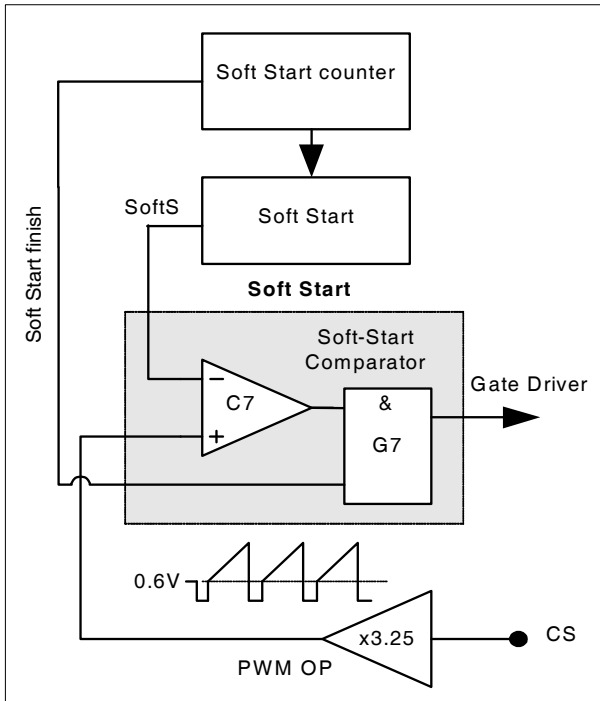 Soft Start counter
SoftS
Soft Start
Soft Start finish
Soft Start
Soft-Start
Comparator
Gate Driver
−
C7
+
&
G7
0.6V
x3.25
CS
PWM OP